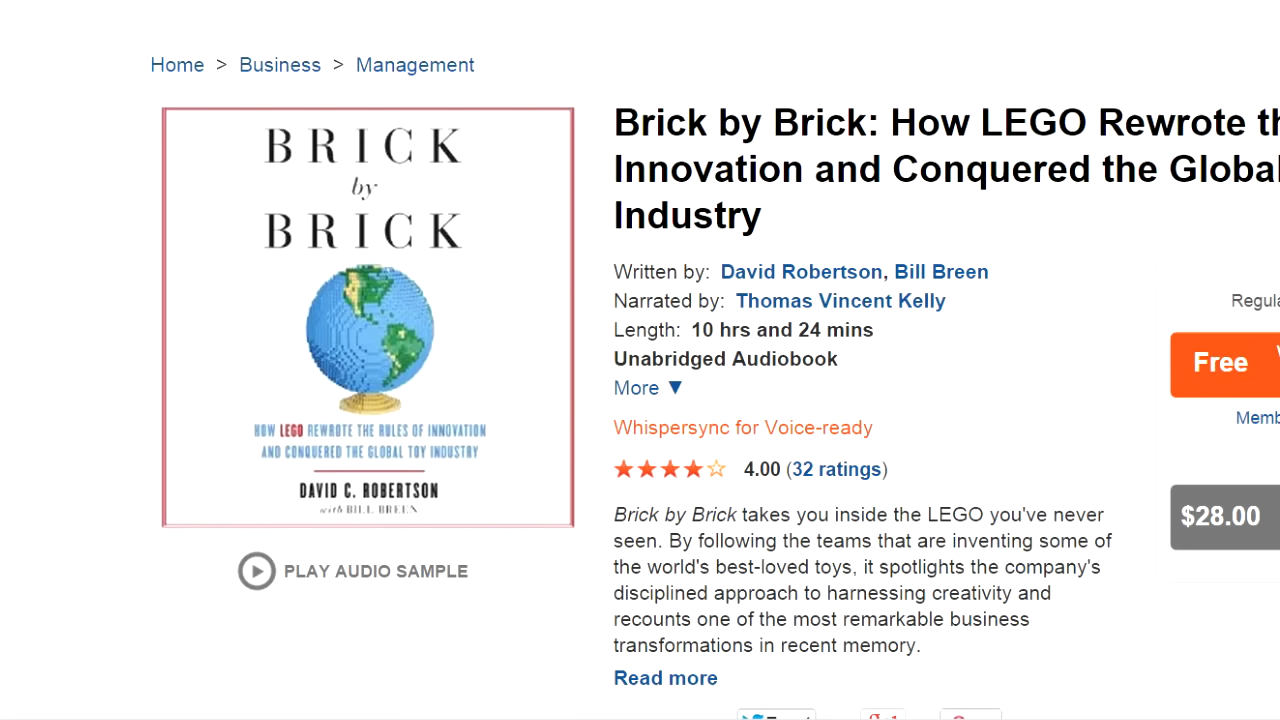 Home > Business > Management
BRICK
by
BRICK
HOW LEGO REWROTE THE RULES OF INNOVATION
AND CONQUERED THE GLOBAL TOY INDUSTRY
DAVID C. ROBERTSON
with BILL BREEN
PLAY AUDIO SAMPLE
Brick by Brick: How LEGO Rewrote th
Innovation and Conquered the Global
Industry
Written by: David Robertson, Bill Breen
Narrated by: Thomas Vincent Kelly
Length: 10 hrs and 24 mins
Unabridged Audiobook
More ▼
Whispersync for Voice-ready
4.00 (32 ratings)
Brick by Brick takes you inside the LEGO you've never
seen. By following the teams that are inventing some of
the world's best-loved toys, it spotlights the company's
disciplined approach to harnessing creativity and
recounts one of the most remarkable business
transformations in recent memory.
Read more
Regula
Free
Memb
$28.00